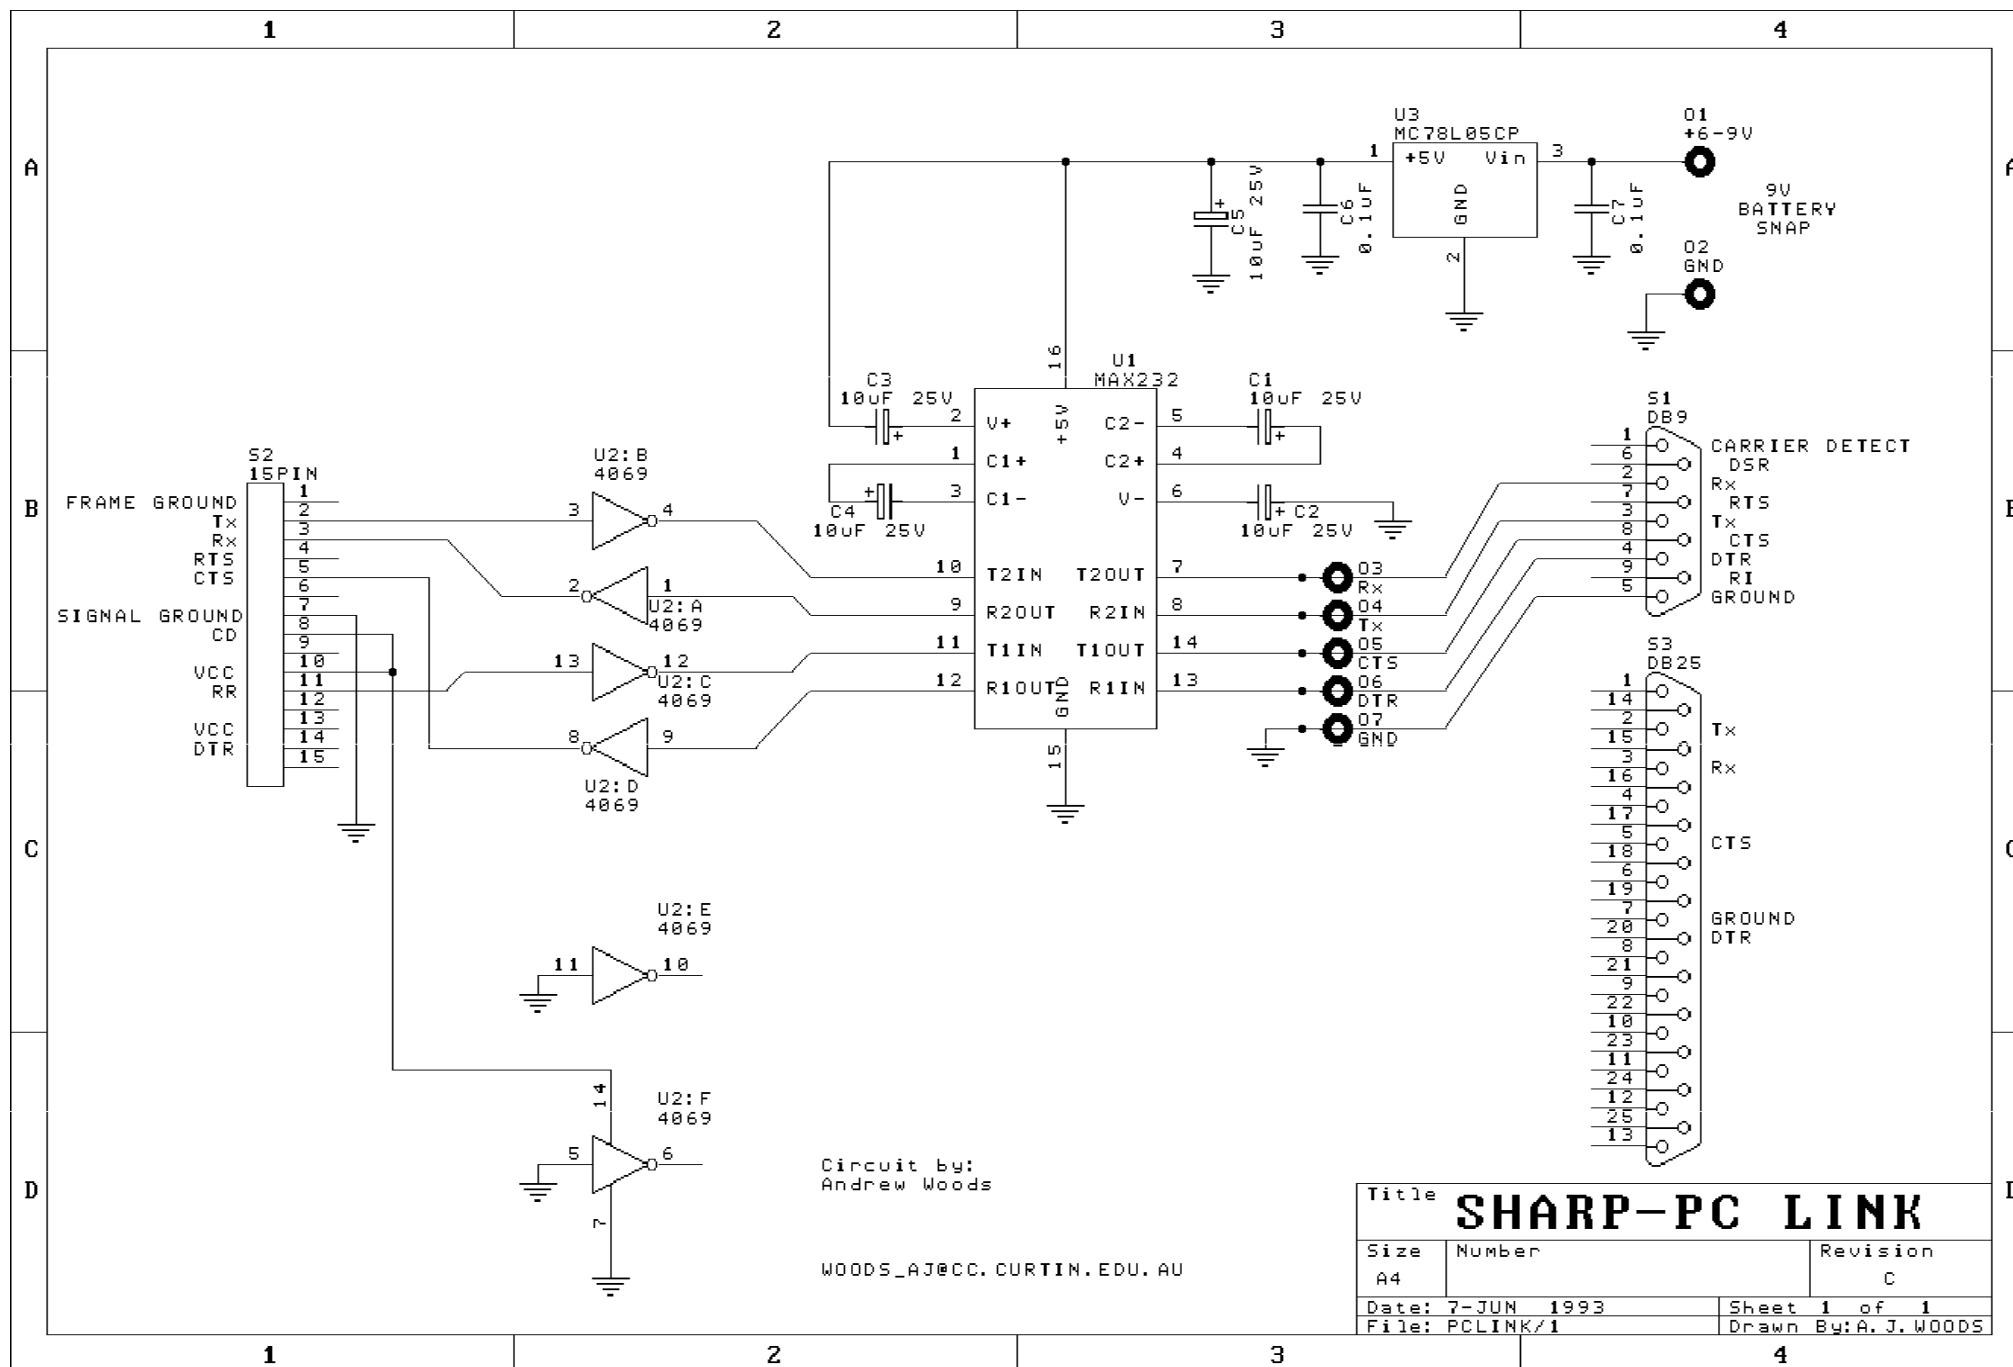 1 2 3 4
A
B
C
D
U3
MC78L05CP
1 +5V Vin 3
GND
2
O1
+6-9V
9V
BATTERY
SNAP
O2
GND
C5
10uF 25V
+
C6
0.1uF
C7
0.1uF
U1
MAX232
16
+5V
C3
10uF 25V
+
2 V+
1 C1+
3 C1-
+
C4
10uF 25V
C1
10uF 25V
+
C2- 5
C2+ 4
V- 6
+ C2
10uF 25V
10 T2IN T2OUT 7
9 R2OUT R2IN 8
11 T1IN T1OUT 14
12 R1OUT R1IN 13
GND
15
O3
Rx
O4
Tx
O5
CTS
O6
DTR
O7
GND
S2
15PIN
FRAME GROUND 1
Tx 2
Rx 3
RTS 4
CTS 5
6
SIGNAL GROUND 7
CD 8
9
VCC 10
RR 11
12
VCC 13
DTR 14
15
U2:B
4069
3 4
2 1
U2:A
4069
13 12
U2:C
4069
8 9
U2:D
4069
U2:E
4069
11 10
U2:F
4069
14
5 6
7
S1
DB9
1 CARRIER DETECT
6 DSR
2 Rx
7 RTS
3 Tx
8 CTS
4 DTR
9 RI
5 GROUND
S3
DB25
1
14
2 Tx
15
3 Rx
16
4
17
5 CTS
18
6
19
7 GROUND
20 DTR
8
21
9
22
10
23
11
24
12
25
13
Circuit by:
Andrew Woods
WOODS_AJ@CC.CURTIN.EDU.AU
Title SHARP-PC LINK
Size Number Revision
A4 C
Date: 7-JUN 1993 Sheet 1 of 1
File: PCLINK/1 Drawn By:A.J.WOODS
A
B
C
D
1 2 3 4